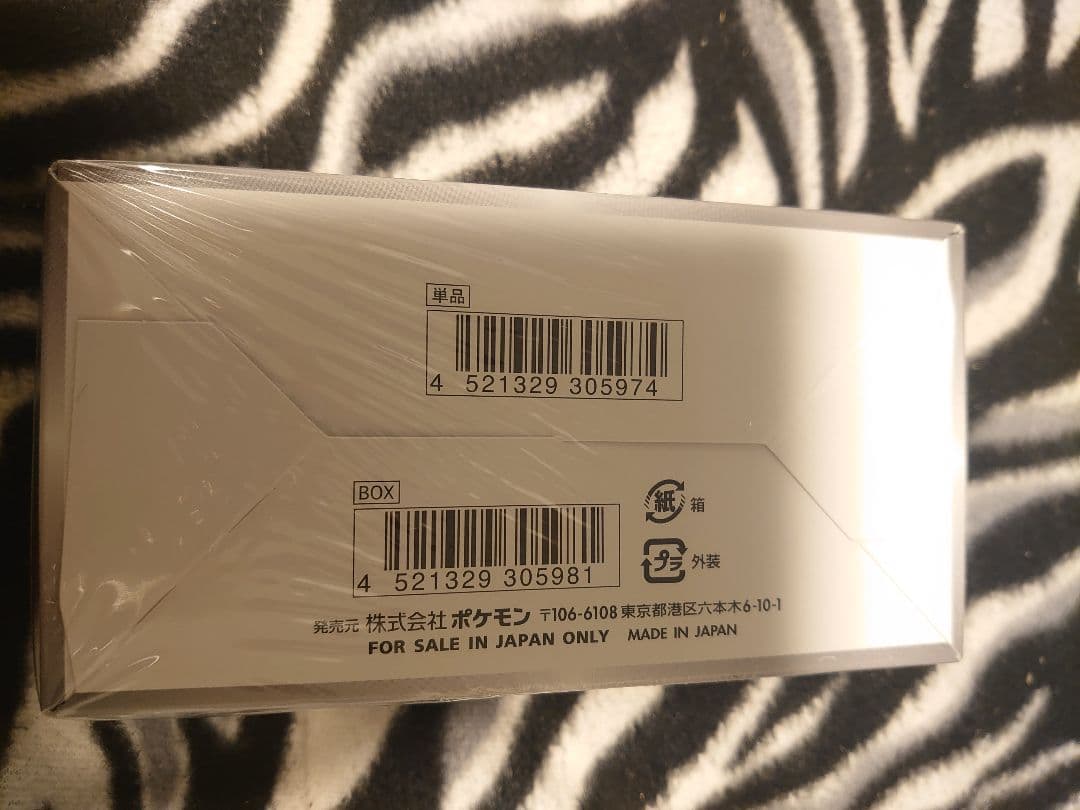 単品
4 521329 305974
BOX
4 521329 305981
紙 箱
プラ 外装
発売元 株式会社 ポケモン 〒106-6108 東京都港区六本木6-10-1
FOR SALE IN JAPAN ONLY MADE IN JAPAN